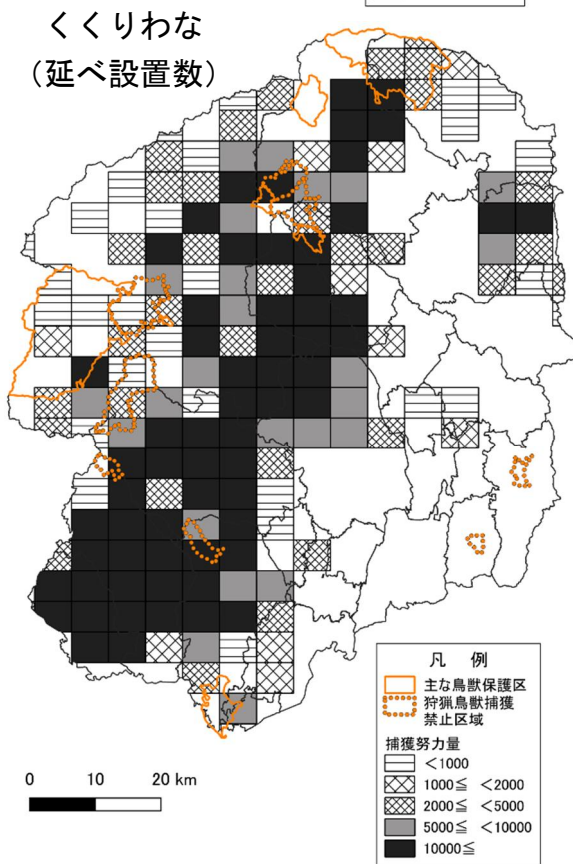 くくりわな
（延べ設置数）
凡　例
主な鳥獣保護区
狩猟鳥獣捕獲
禁止区域
捕獲努力量
＜1000
1000≦ ＜2000
2000≦ ＜5000
5000≦ ＜10000
10000≦
0 10 20 km